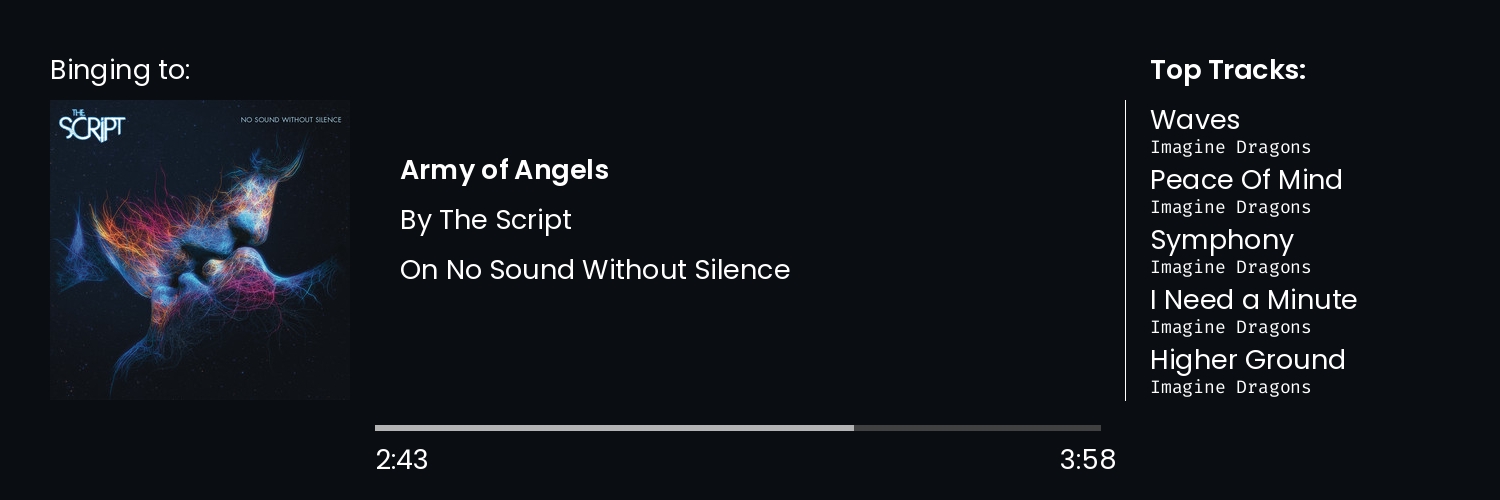 Binging to:
THE
SCRIPT
NO SOUND WITHOUT SILENCE
Army of Angels
By The Script
On No Sound Without Silence
2:43
3:58
Top Tracks:
Waves
Imagine Dragons
Peace Of Mind
Imagine Dragons
Symphony
Imagine Dragons
I Need a Minute
Imagine Dragons
Higher Ground
Imagine Dragons